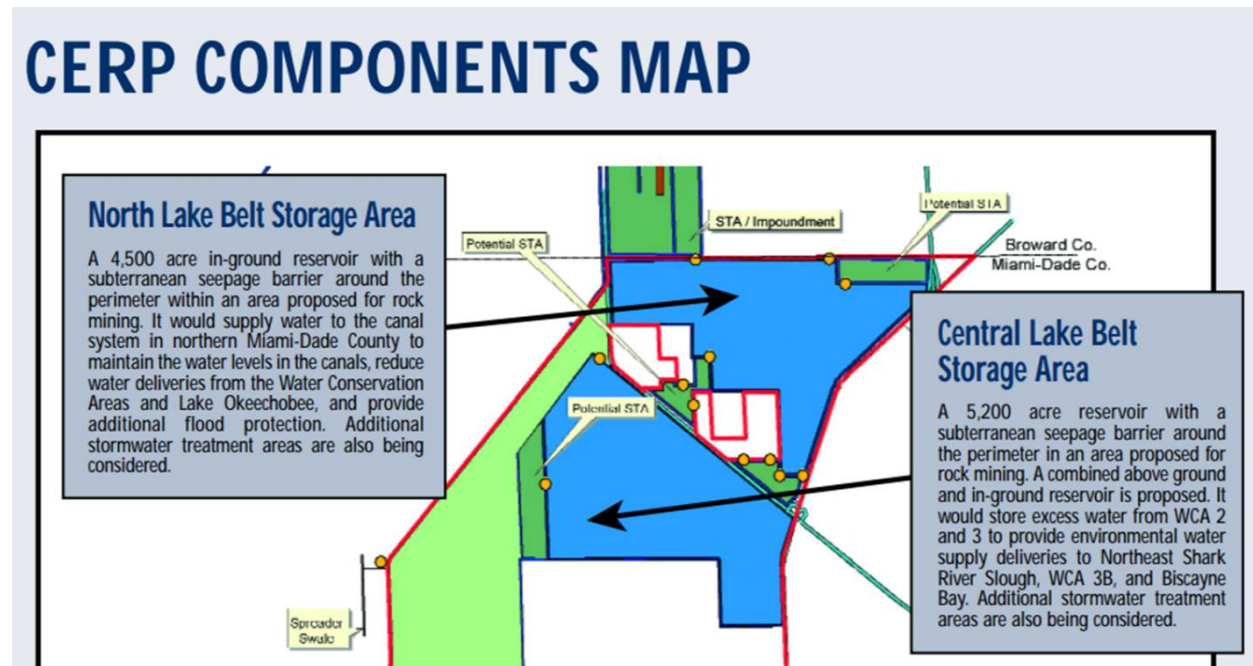 CERP COMPONENTS MAP
North Lake Belt Storage Area
A 4,500 acre in-ground reservoir with a
subterranean seepage barrier around the
perimeter within an area proposed for rock
mining. It would supply water to the canal
system in northern Miami-Dade County to
maintain the water levels in the canals, reduce
water deliveries from the Water Conservation
Areas and Lake Okeechobee, and provide
additional flood protection. Additional
stormwater treatment areas are also being
considered.
Potential STA
STA / Impoundment
Potential STA
Broward Co.
Miami-Dade Co.
Potential STA
Central Lake Belt
Storage Area
A 5,200 acre reservoir with a
subterranean seepage barrier around
the perimeter in an area proposed for
rock mining. A combined above ground
and in-ground reservoir is proposed. It
would store excess water from WCA 2
and 3 to provide environmental water
supply deliveries to Northeast Shark
River Slough, WCA 3B, and Biscayne
Bay. Additional stormwater treatment
areas are also being considered.
Spreader
Swale